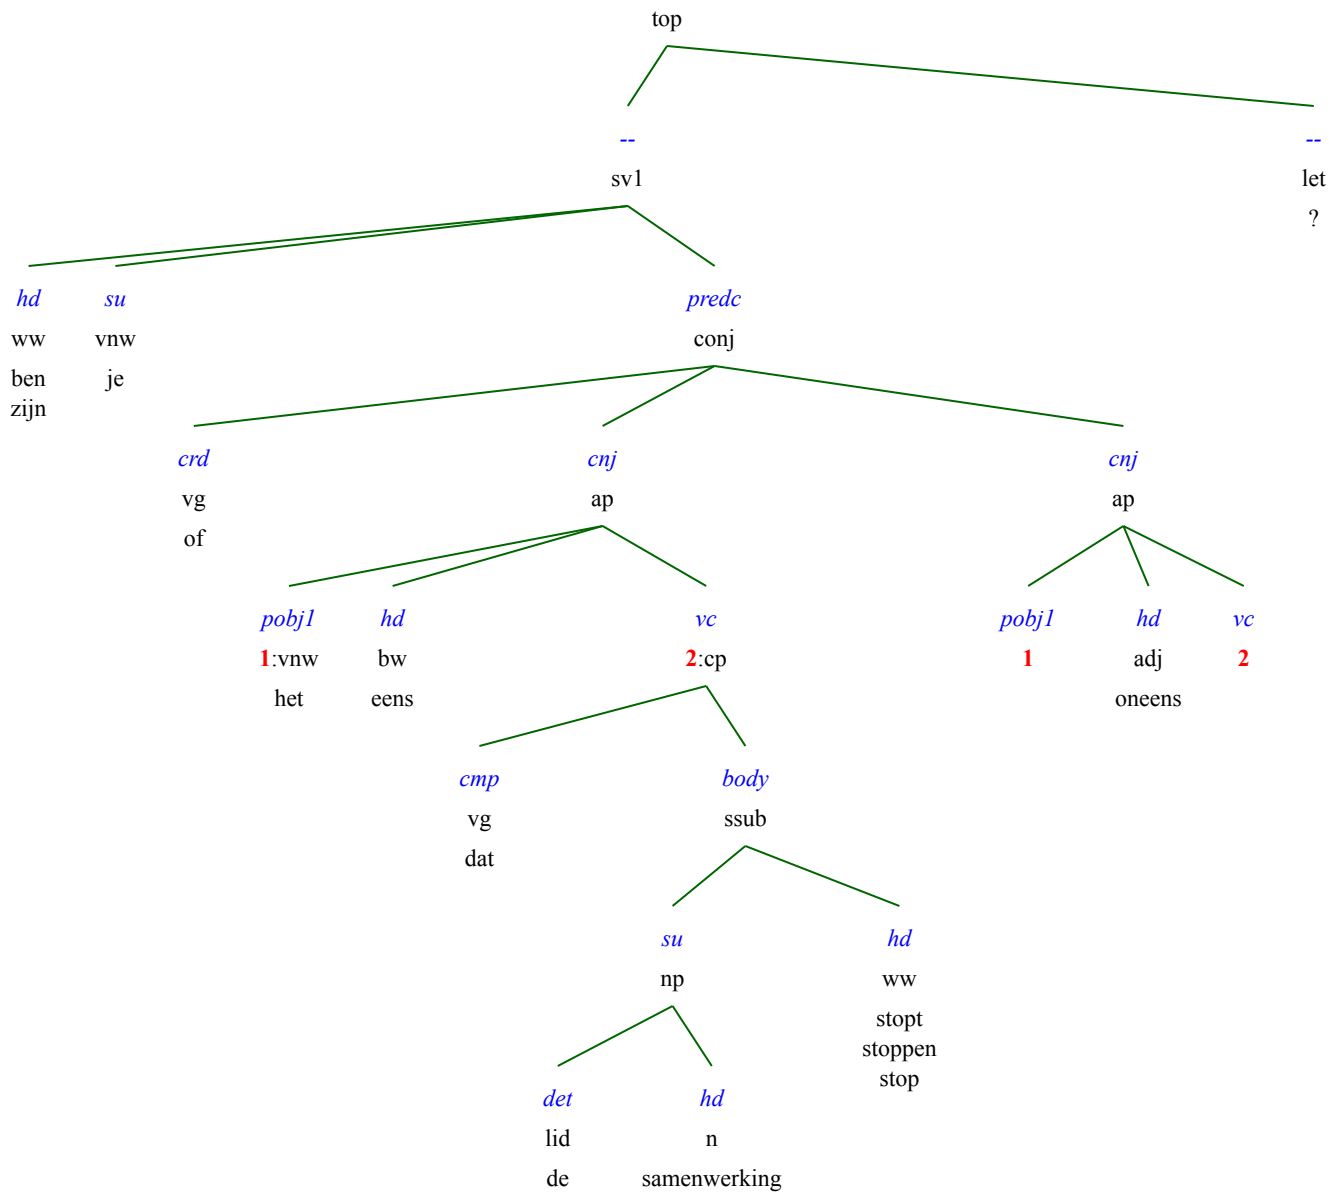 top
-- --
sv1 let
?
hd su predc
ww vnw conj
ben je
zijn
crd cnj cnj
vg ap ap
of
pobj1 hd vc pobj1 hd vc
1:vnw bw 2:cp 1 adj 2
het eens oneens
cmp body
vg ssub
dat
su hd
np ww
stopt
stoppen
stop
det hd
lid n
de samenwerking